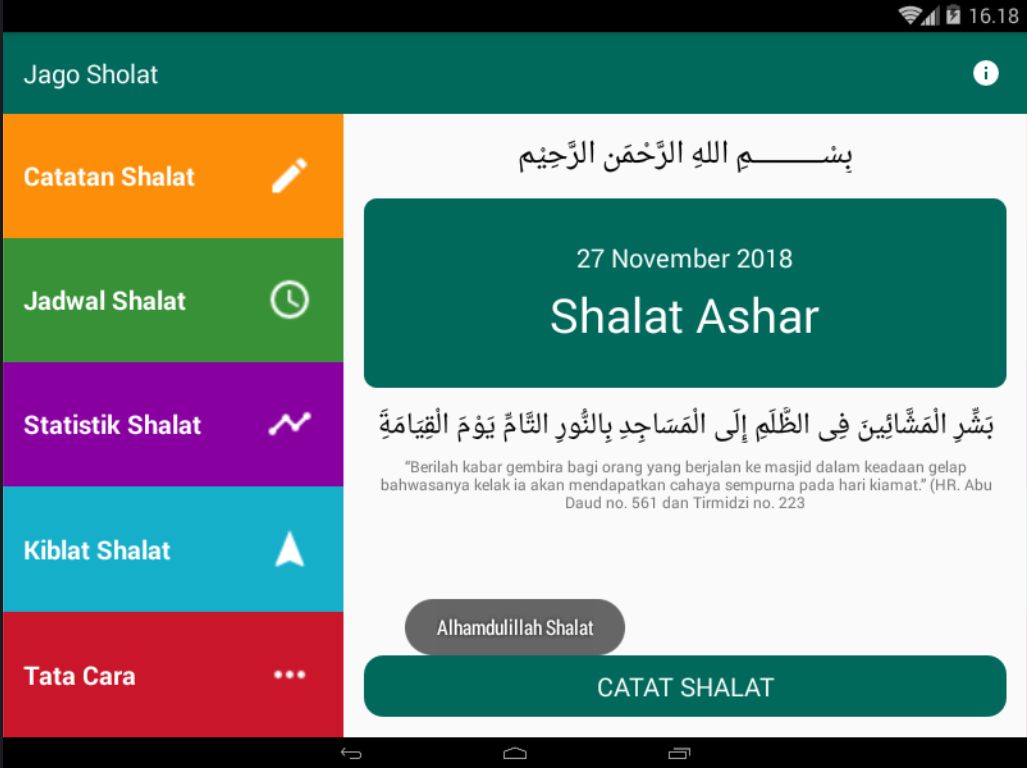 16.18
Jago Sholat
Catatan Shalat
Jadwal Shalat
Statistik Shalat
Kiblat Shalat
Tata Cara
بِسْــــــــمِ اللهِ الرَّحْمَن الرَّحِيْم
27 November 2018
Shalat Ashar
بَشِّرِ الْمَشَّائِينَ فِى الظُّلَمِ إِلَى الْمَسَاجِدِ بِالنُّورِ التَّامِّ يَوْمَ الْقِيَامَةِ
"Berilah kabar gembira bagi orang yang berjalan ke masjid dalam keadaan gelap
bahwasanya kelak ia akan mendapatkan cahaya sempurna pada hari kiamat." (HR. Abu
Daud no. 561 dan Tirmidzi no. 223
Alhamdulillah Shalat
CATAT SHALAT